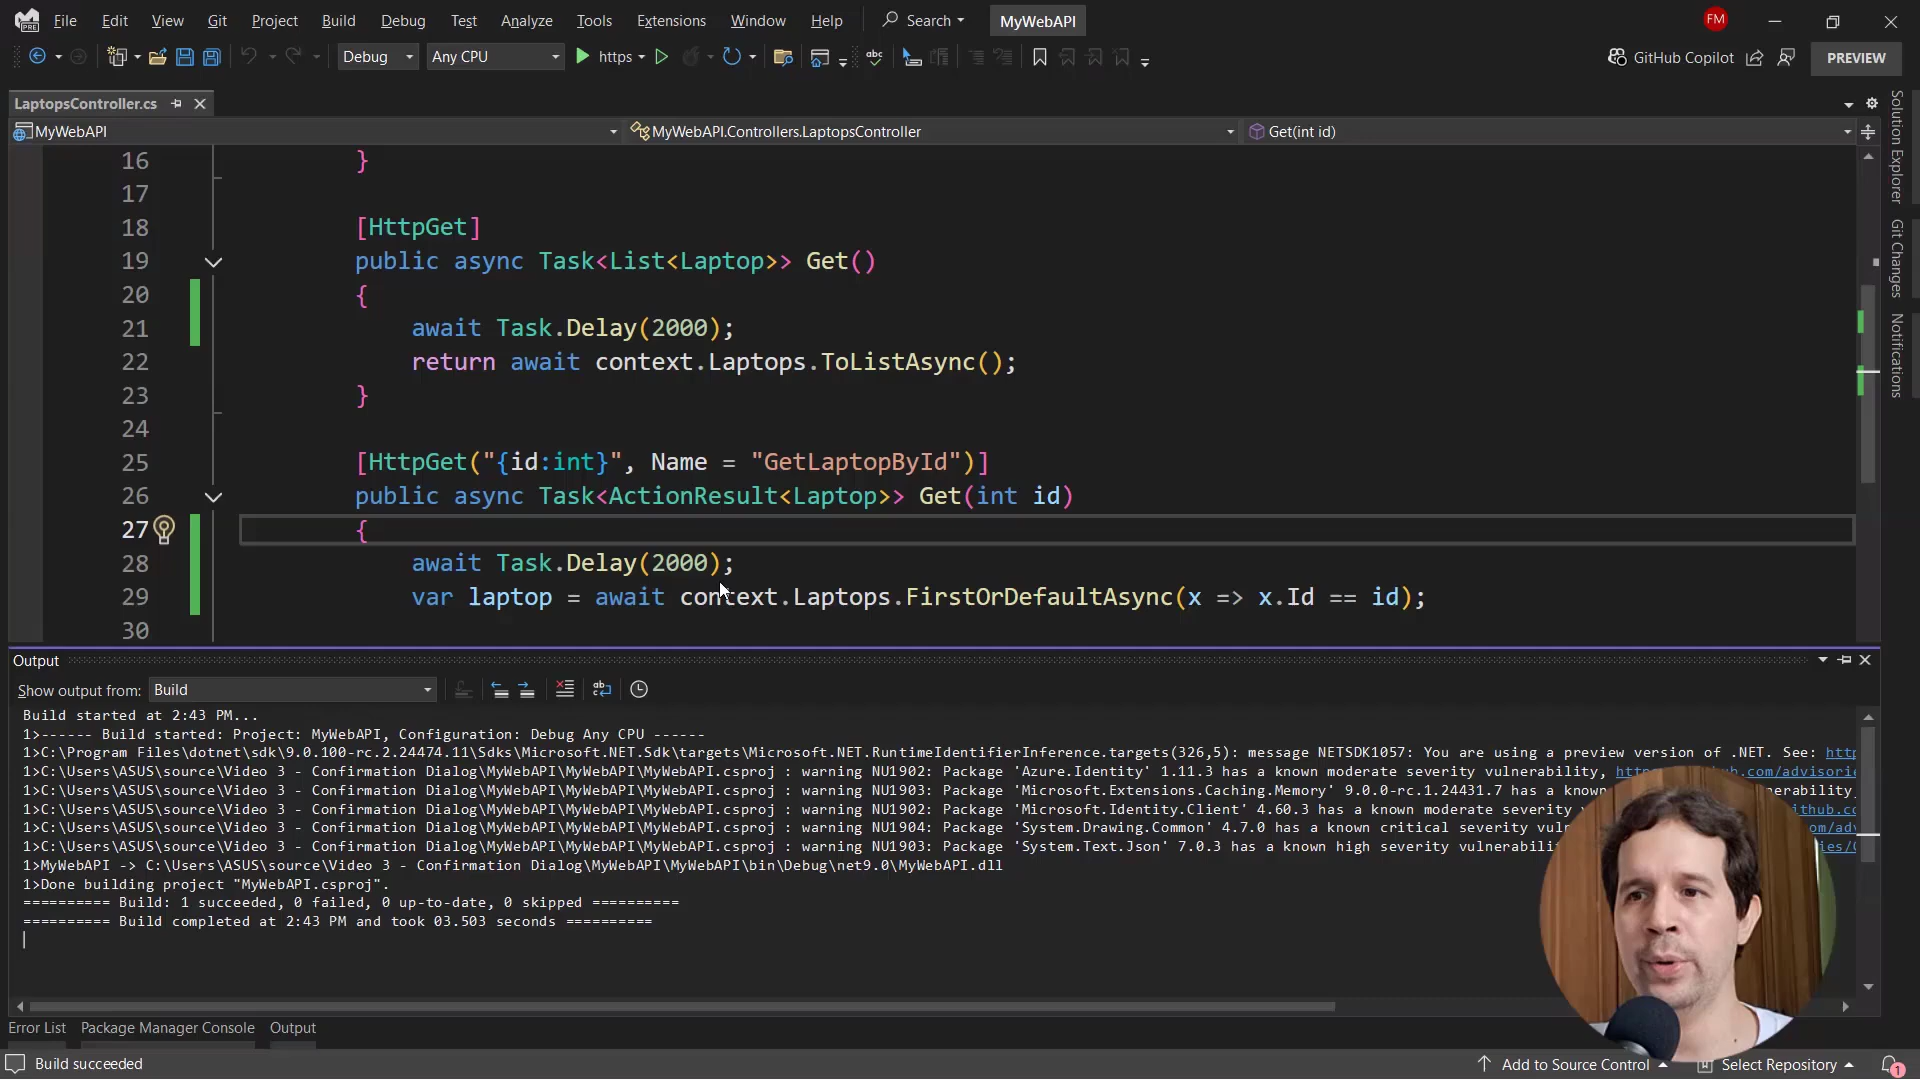 File Edit View Git Project Build Debug Test Analyze Tools Extensions Window Help Search MyWebAPI FM
Debug Any CPU https GitHub Copilot PREVIEW
LaptopsController.cs
MyWebAPI MyWebAPI.Controllers.LaptopsController Get(int id)
16 }
17
18 [HttpGet]
19 public async Task<List<Laptop>> Get()
20 {
21 await Task.Delay(2000);
22 return await context.Laptops.ToListAsync();
23 }
24
25 [HttpGet("{id:int}", Name = "GetLaptopById")]
26 public async Task<ActionResult<Laptop>> Get(int id)
27 {
28 await Task.Delay(2000);
29 var laptop = await context.Laptops.FirstOrDefaultAsync(x => x.Id == id);
30
Solution Explorer
Git Changes
Notifications
Output
Show output from: Build
Build started at 2:43 PM...
1>------ Build started: Project: MyWebAPI, Configuration: Debug Any CPU ------
1>C:\Program Files\dotnet\sdk\9.0.100-rc.2.24474.11\Sdks\Microsoft.NET.Sdk\targets\Microsoft.NET.RuntimeIdentifierInference.targets(326,5): message NETSDK1057: You are using a preview version of .NET. See: http
1>C:\Users\ASUS\source\Video 3 - Confirmation Dialog\MyWebAPI\MyWebAPI\MyWebAPI.csproj : warning NU1902: Package 'Azure.Identity' 1.11.3 has a known moderate severity vulnerability,
1>C:\Users\ASUS\source\Video 3 - Confirmation Dialog\MyWebAPI\MyWebAPI\MyWebAPI.csproj : warning NU1903: Package 'Microsoft.Extensions.Caching.Memory' 9.0.0-rc.1.24431.7 has a known
1>C:\Users\ASUS\source\Video 3 - Confirmation Dialog\MyWebAPI\MyWebAPI\MyWebAPI.csproj : warning NU1902: Package 'Microsoft.Identity.Client' 4.60.3 has a known moderate severity
1>C:\Users\ASUS\source\Video 3 - Confirmation Dialog\MyWebAPI\MyWebAPI\MyWebAPI.csproj : warning NU1904: Package 'System.Drawing.Common' 4.7.0 has a known critical severity
1>C:\Users\ASUS\source\Video 3 - Confirmation Dialog\MyWebAPI\MyWebAPI\MyWebAPI.csproj : warning NU1903: Package 'System.Text.Json' 7.0.3 has a known high severity
1>MyWebAPI -> C:\Users\ASUS\source\Video 3 - Confirmation Dialog\MyWebAPI\MyWebAPI\bin\Debug\net9.0\MyWebAPI.dll
1>Done building project "MyWebAPI.csproj".
========== Build: 1 succeeded, 0 failed, 0 up-to-date, 0 skipped ==========
========== Build completed at 2:43 PM and took 03.503 seconds ==========
Error List Package Manager Console Output
Build succeeded Add to Source Control Select Repository 1